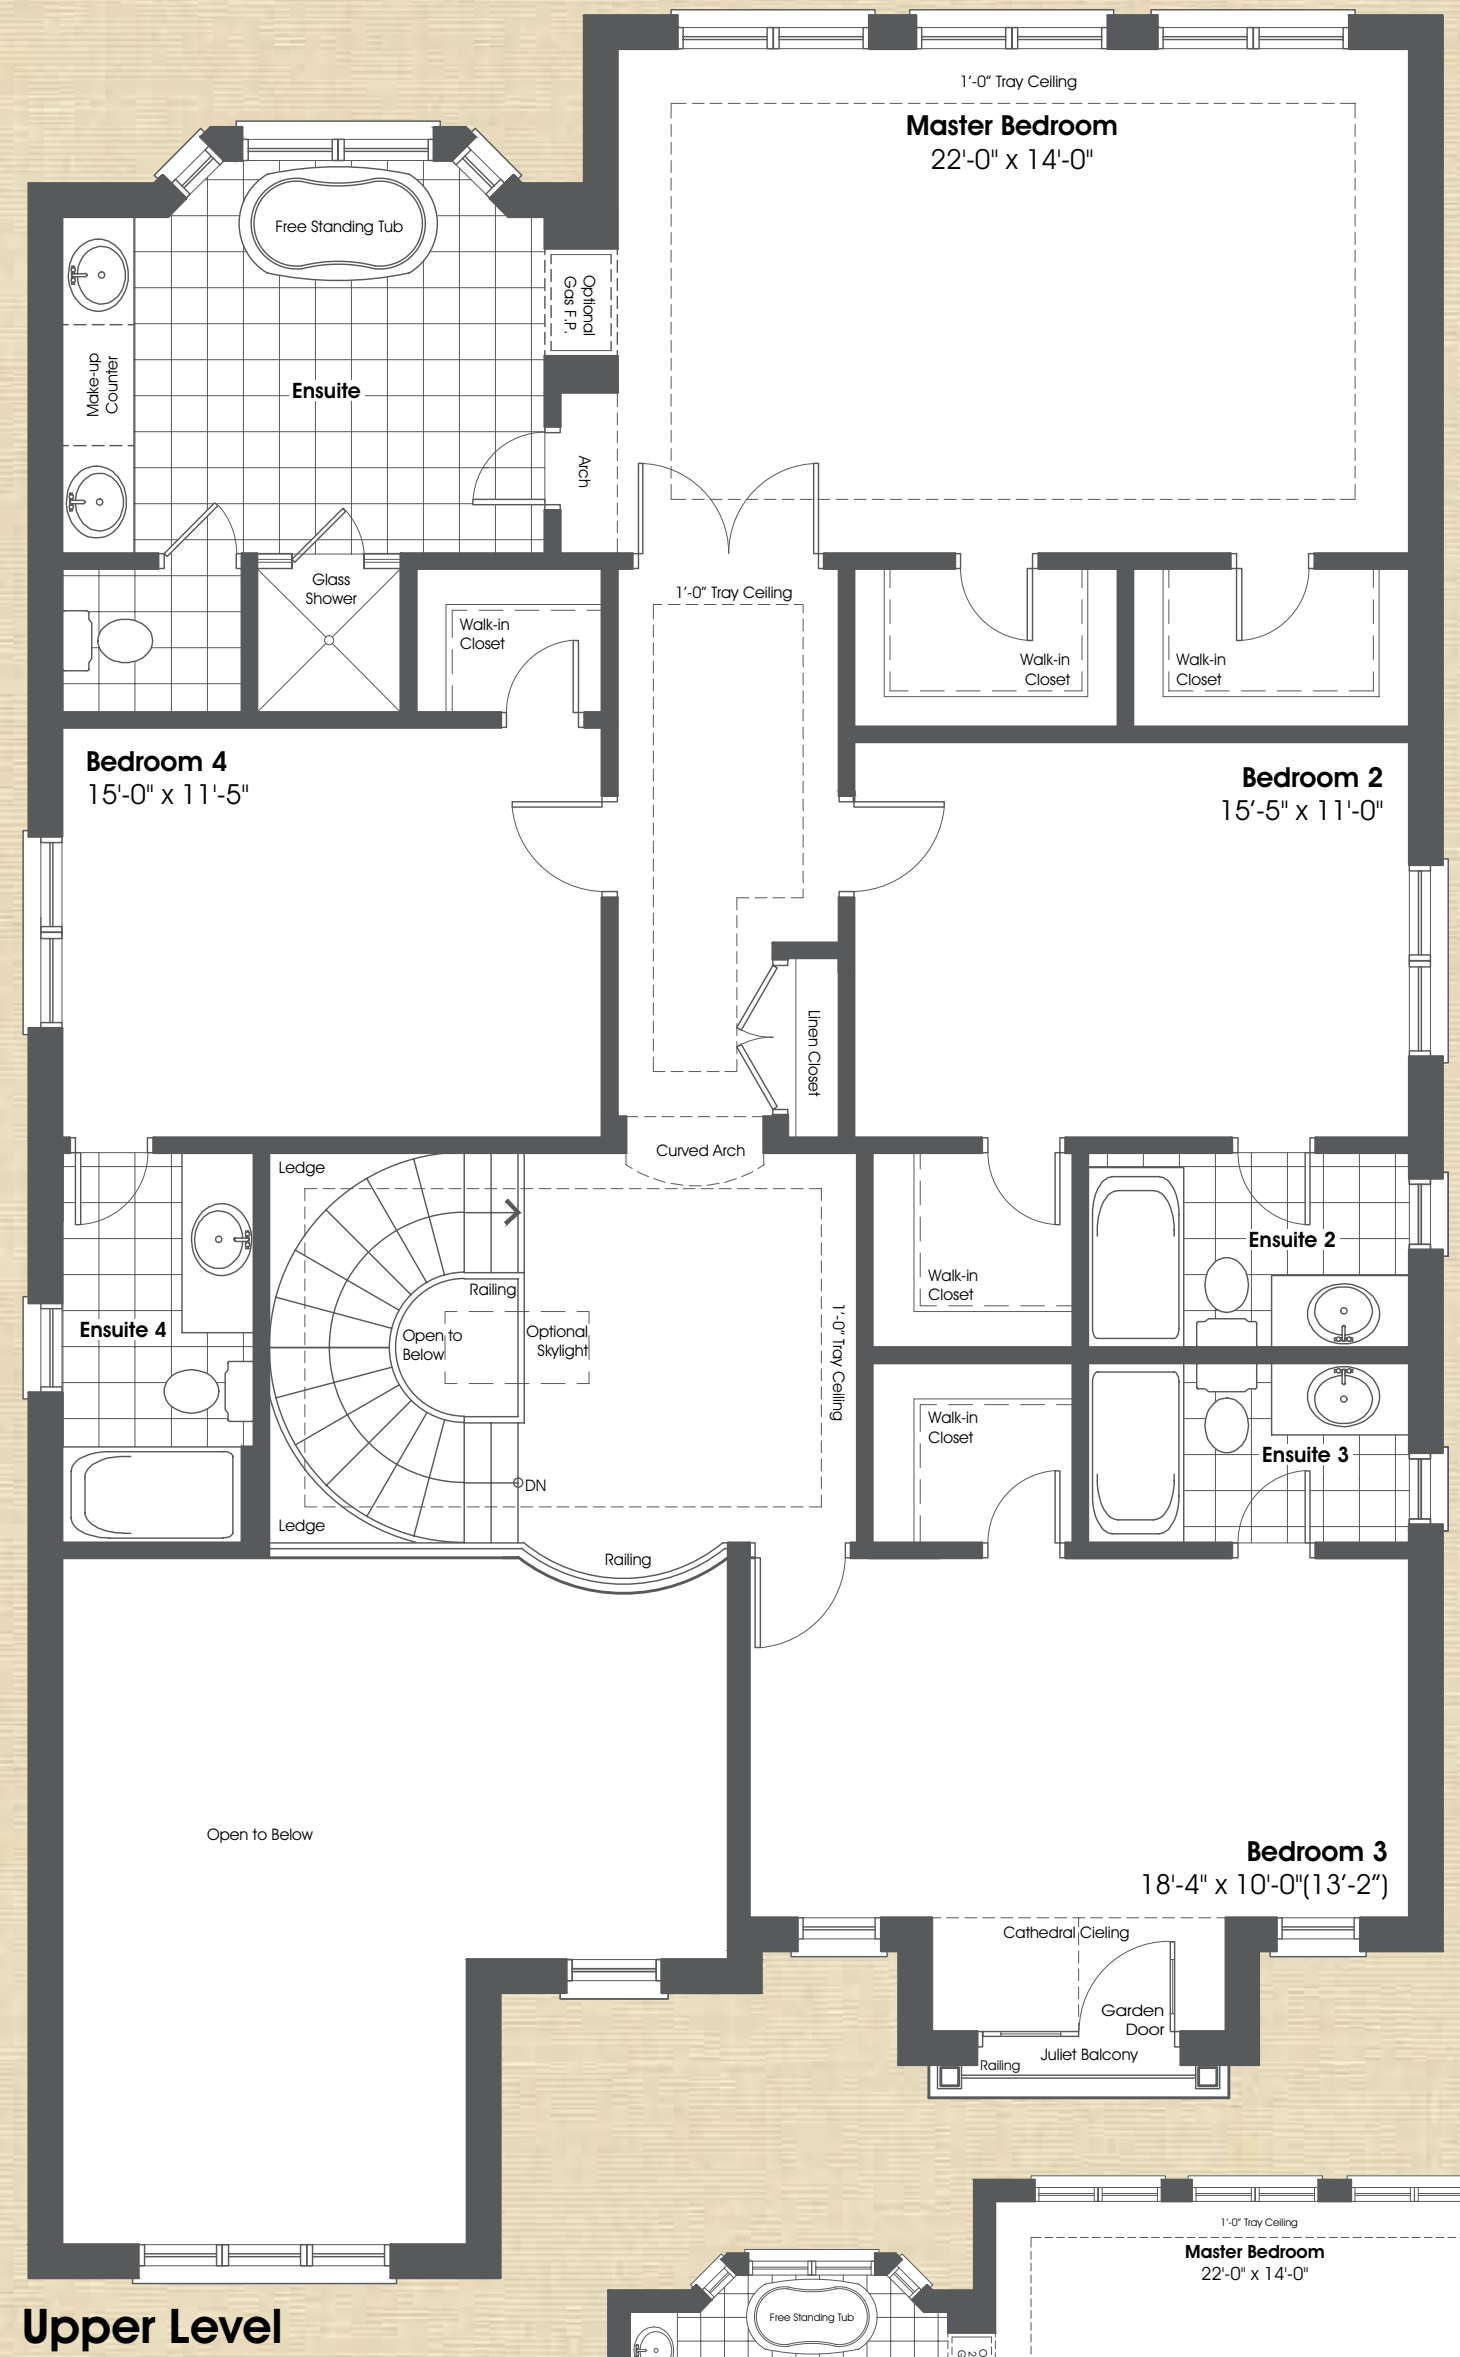 1'-0" Tray Ceiling
Master Bedroom
22'-0" x 14'-0"
Free Standing Tub
Optional
Gas F.P.
Make-up
Counter
Ensuite
Arch
Glass
Shower
Walk-in
Closet
1'-0" Tray Ceiling
Walk-in
Closet
Walk-in
Closet
Bedroom 4
15'-0" x 11'-5"
Bedroom 2
15'-5" x 11'-0"
Linen Closet
Curved Arch
Ledge
Ensuite 2
Railing
Walk-in
Closet
Ensuite 4
Open to
Below
Optional
Skylight
1'-0" Tray Ceiling
Walk-in
Closet
Ensuite 3
DN
Ledge
Railing
Open to Below
Bedroom 3
18'-4" x 10'-0"(13'-2")
Cathedral Cieling
Garden
Door
Juliet Balcony
Railing
1'-0" Tray Ceiling
Master Bedroom
22'-0" x 14'-0"
Free Standing Tub
Upper Level